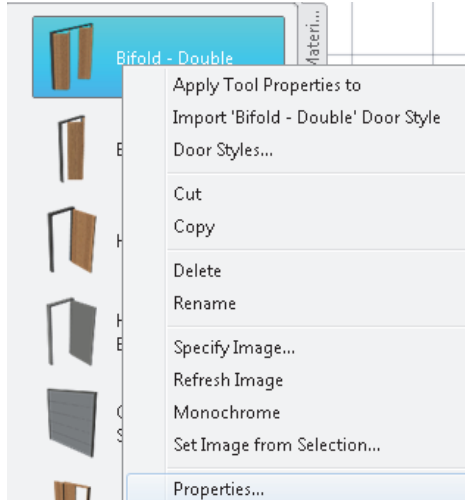 Bifold - Double
Materi...
Apply Tool Properties to
Import 'Bifold - Double' Door Style
Door Styles...
Cut
Copy
Delete
Rename
Specify Image...
Refresh Image
Monochrome
Set Image from Selection...
Properties...